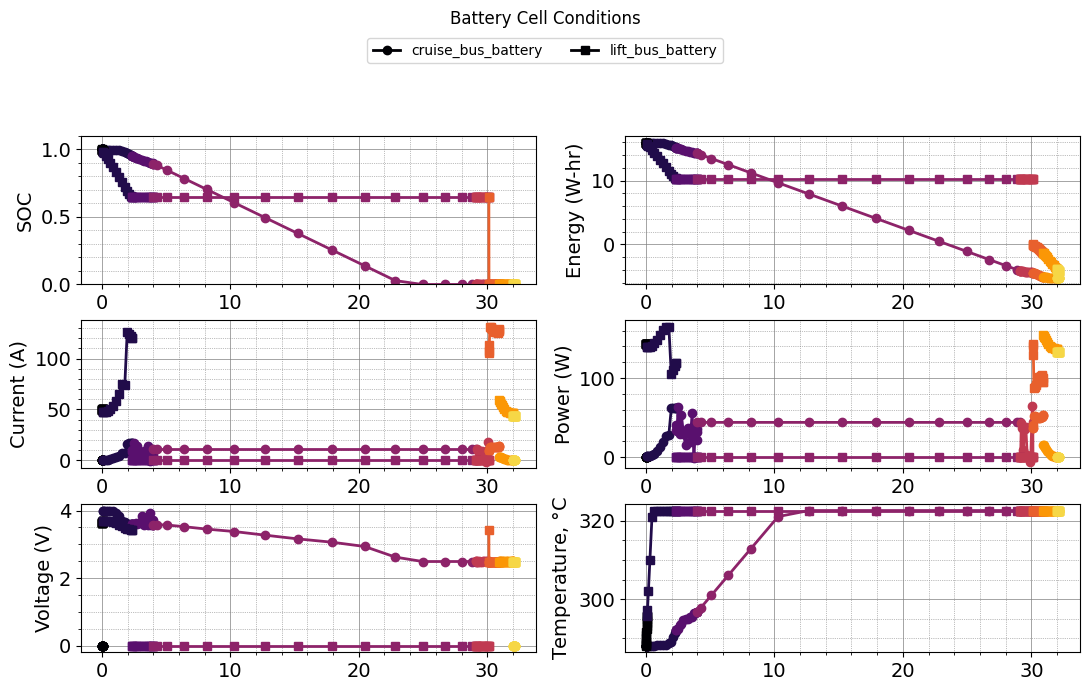 Battery Cell Conditions
cruise_bus_battery lift_bus_battery
SOC
1.0
0.5
0.0
0 10 20 30
Energy (W-hr)
10
0
0 10 20 30
Current (A)
100
50
0
0 10 20 30
Power (W)
100
0
0 10 20 30
Voltage (V)
4
2
0
0 10 20 30
Temperature, °C
320
300
0 10 20 30